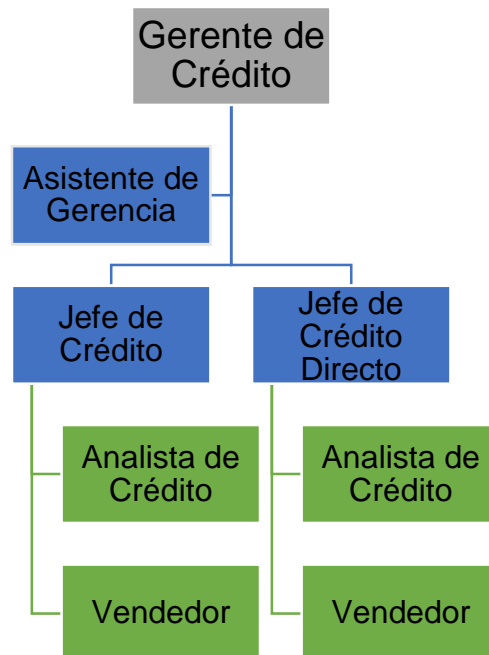 Gerente de
Crédito
Asistente de
Gerencia
Jefe de
Crédito
Jefe de
Crédito
Directo
Analista de
Crédito
Analista de
Crédito
Vendedor
Vendedor